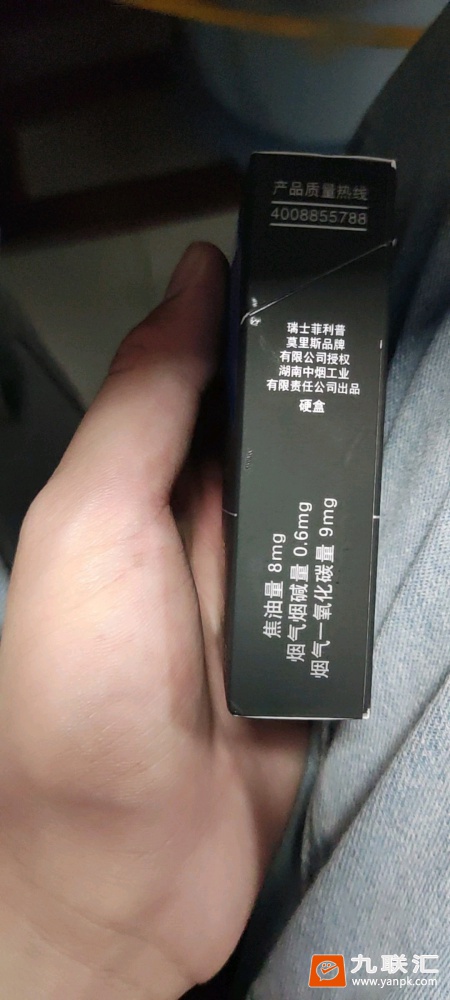 产品质量热线
4008855788
瑞士菲利普
莫里斯品牌
有限公司授权
湖南中烟工业
有限责任公司出品
硬盒
焦油量 8mg
烟气烟碱量 0.6mg
烟气一氧化碳量 9mg
九联汇
www.yanpk.com